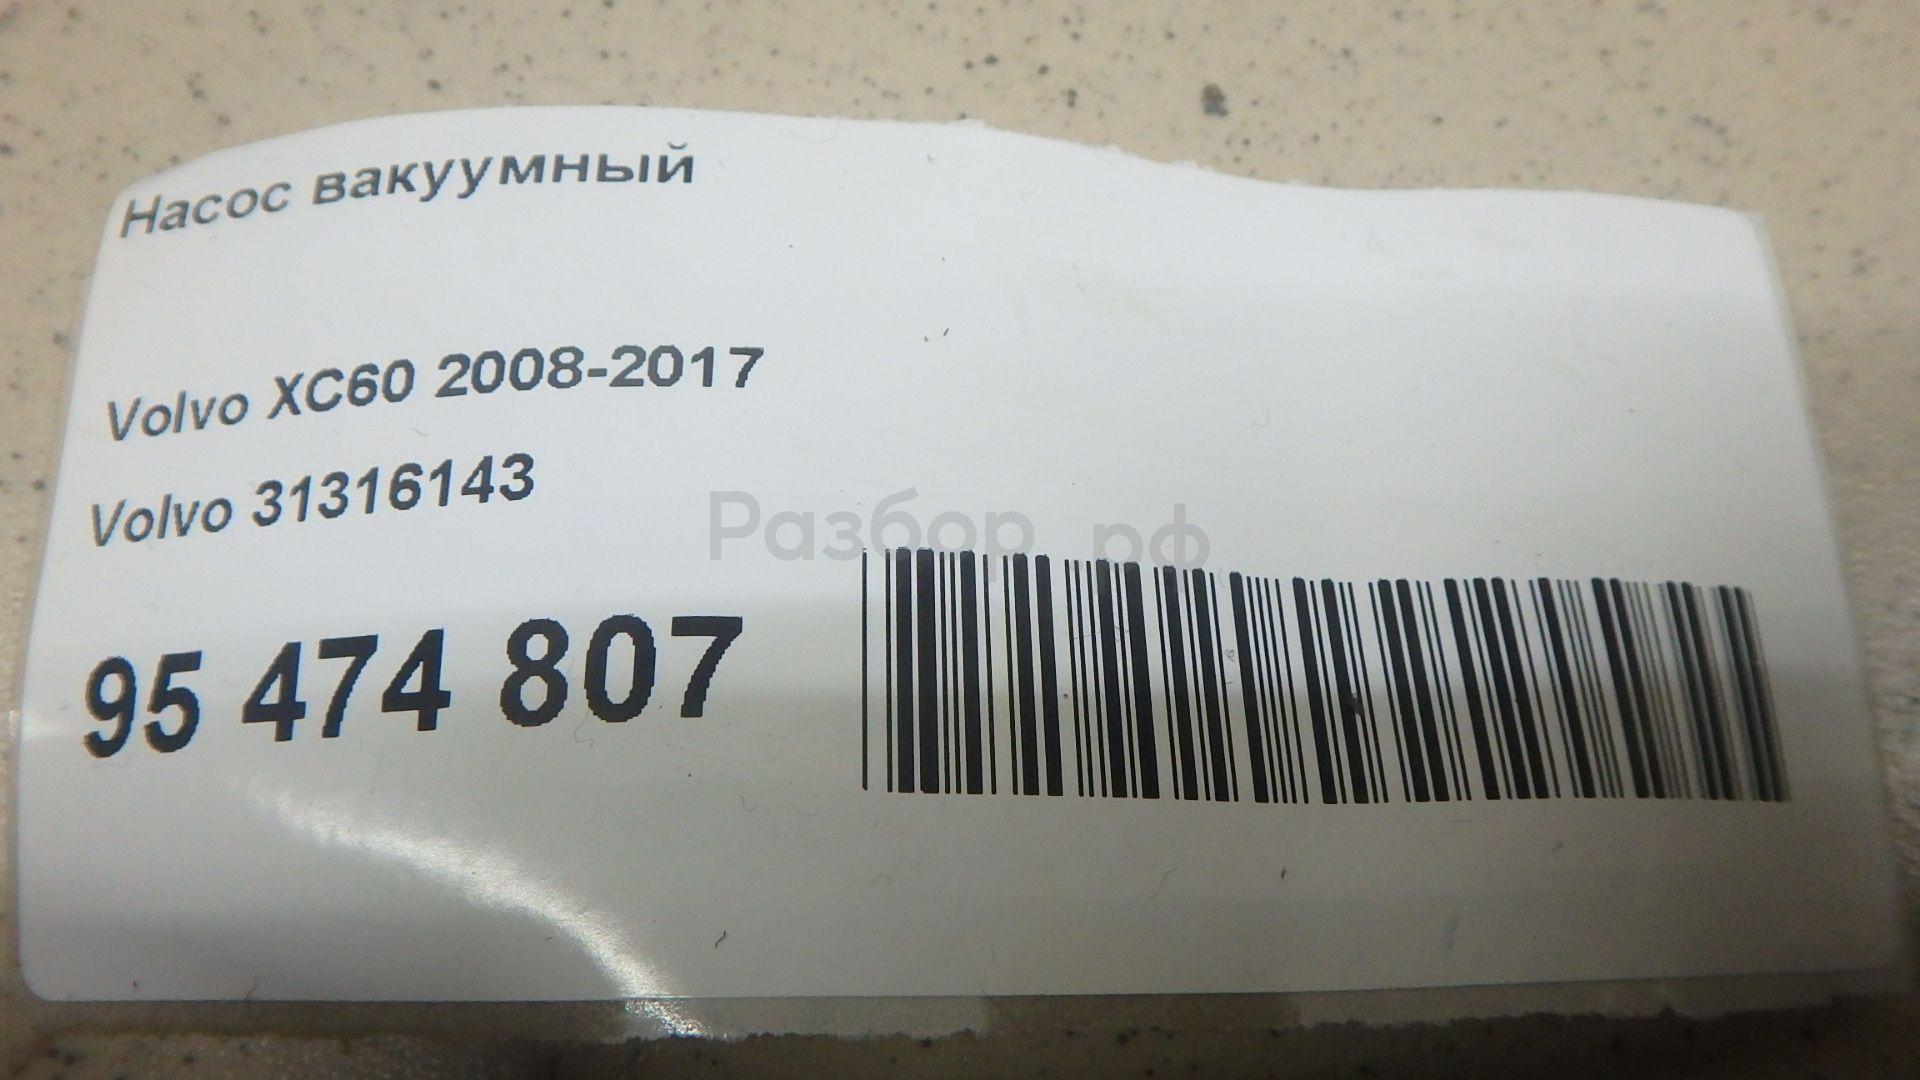 Насос вакуумный
Volvo XC60 2008-2017
Volvo 31316143
Разбор.рф
95 474 807